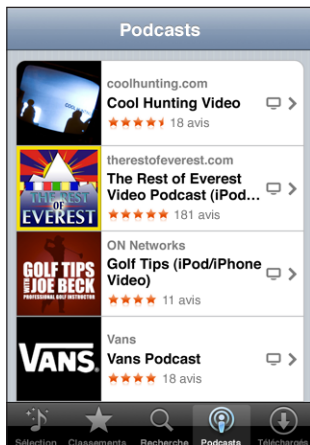 Podcasts
coolhunting.com
Cool Hunting Video
18 avis
THE REST
OF
EVEREST
therestofeverest.com
The Rest of Everest
Video Podcast (iPod...
181 avis
GOLF TIPS
WITH JOE BECK
PROFESSIONAL GOLF INSTRUCTOR
ON Networks
Golf Tips (iPod/iPhone
Video)
11 avis
VANS
Vans
Vans Podcast
18 avis
Sélection Classements Recherche Podcasts Téléchargés